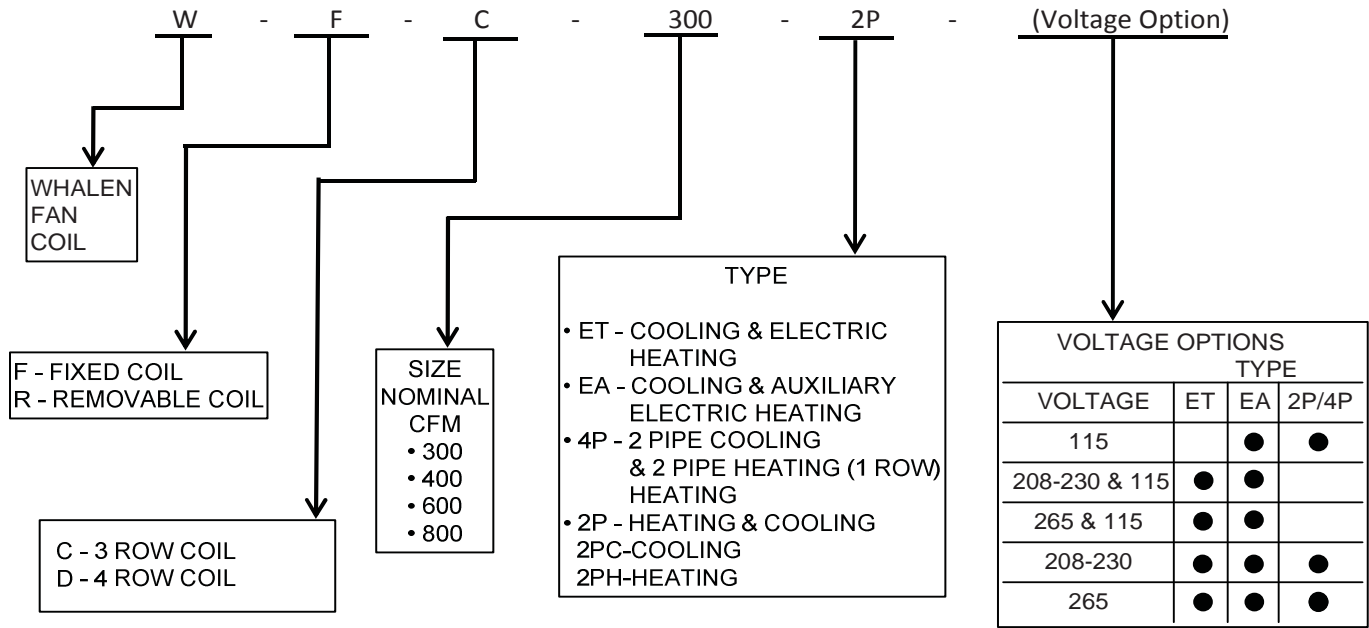 W - F - C - 300 - 2P - (Voltage Option)
WHALEN
FAN
COIL
F - FIXED COIL
R - REMOVABLE COIL
C - 3 ROW COIL
D - 4 ROW COIL
SIZE
NOMINAL
CFM
• 300
• 400
• 600
• 800
TYPE
• ET - COOLING & ELECTRIC
HEATING
• EA - COOLING & AUXILIARY
ELECTRIC HEATING
• 4P - 2 PIPE COOLING
& 2 PIPE HEATING (1 ROW)
HEATING
• 2P - HEATING & COOLING
2PC-COOLING
2PH-HEATING
VOLTAGE OPTIONS
TYPE
VOLTAGE ET EA 2P/4P
115 ● ●
208-230 & 115 ● ●
265 & 115 ● ●
208-230 ● ● ●
265 ● ● ●